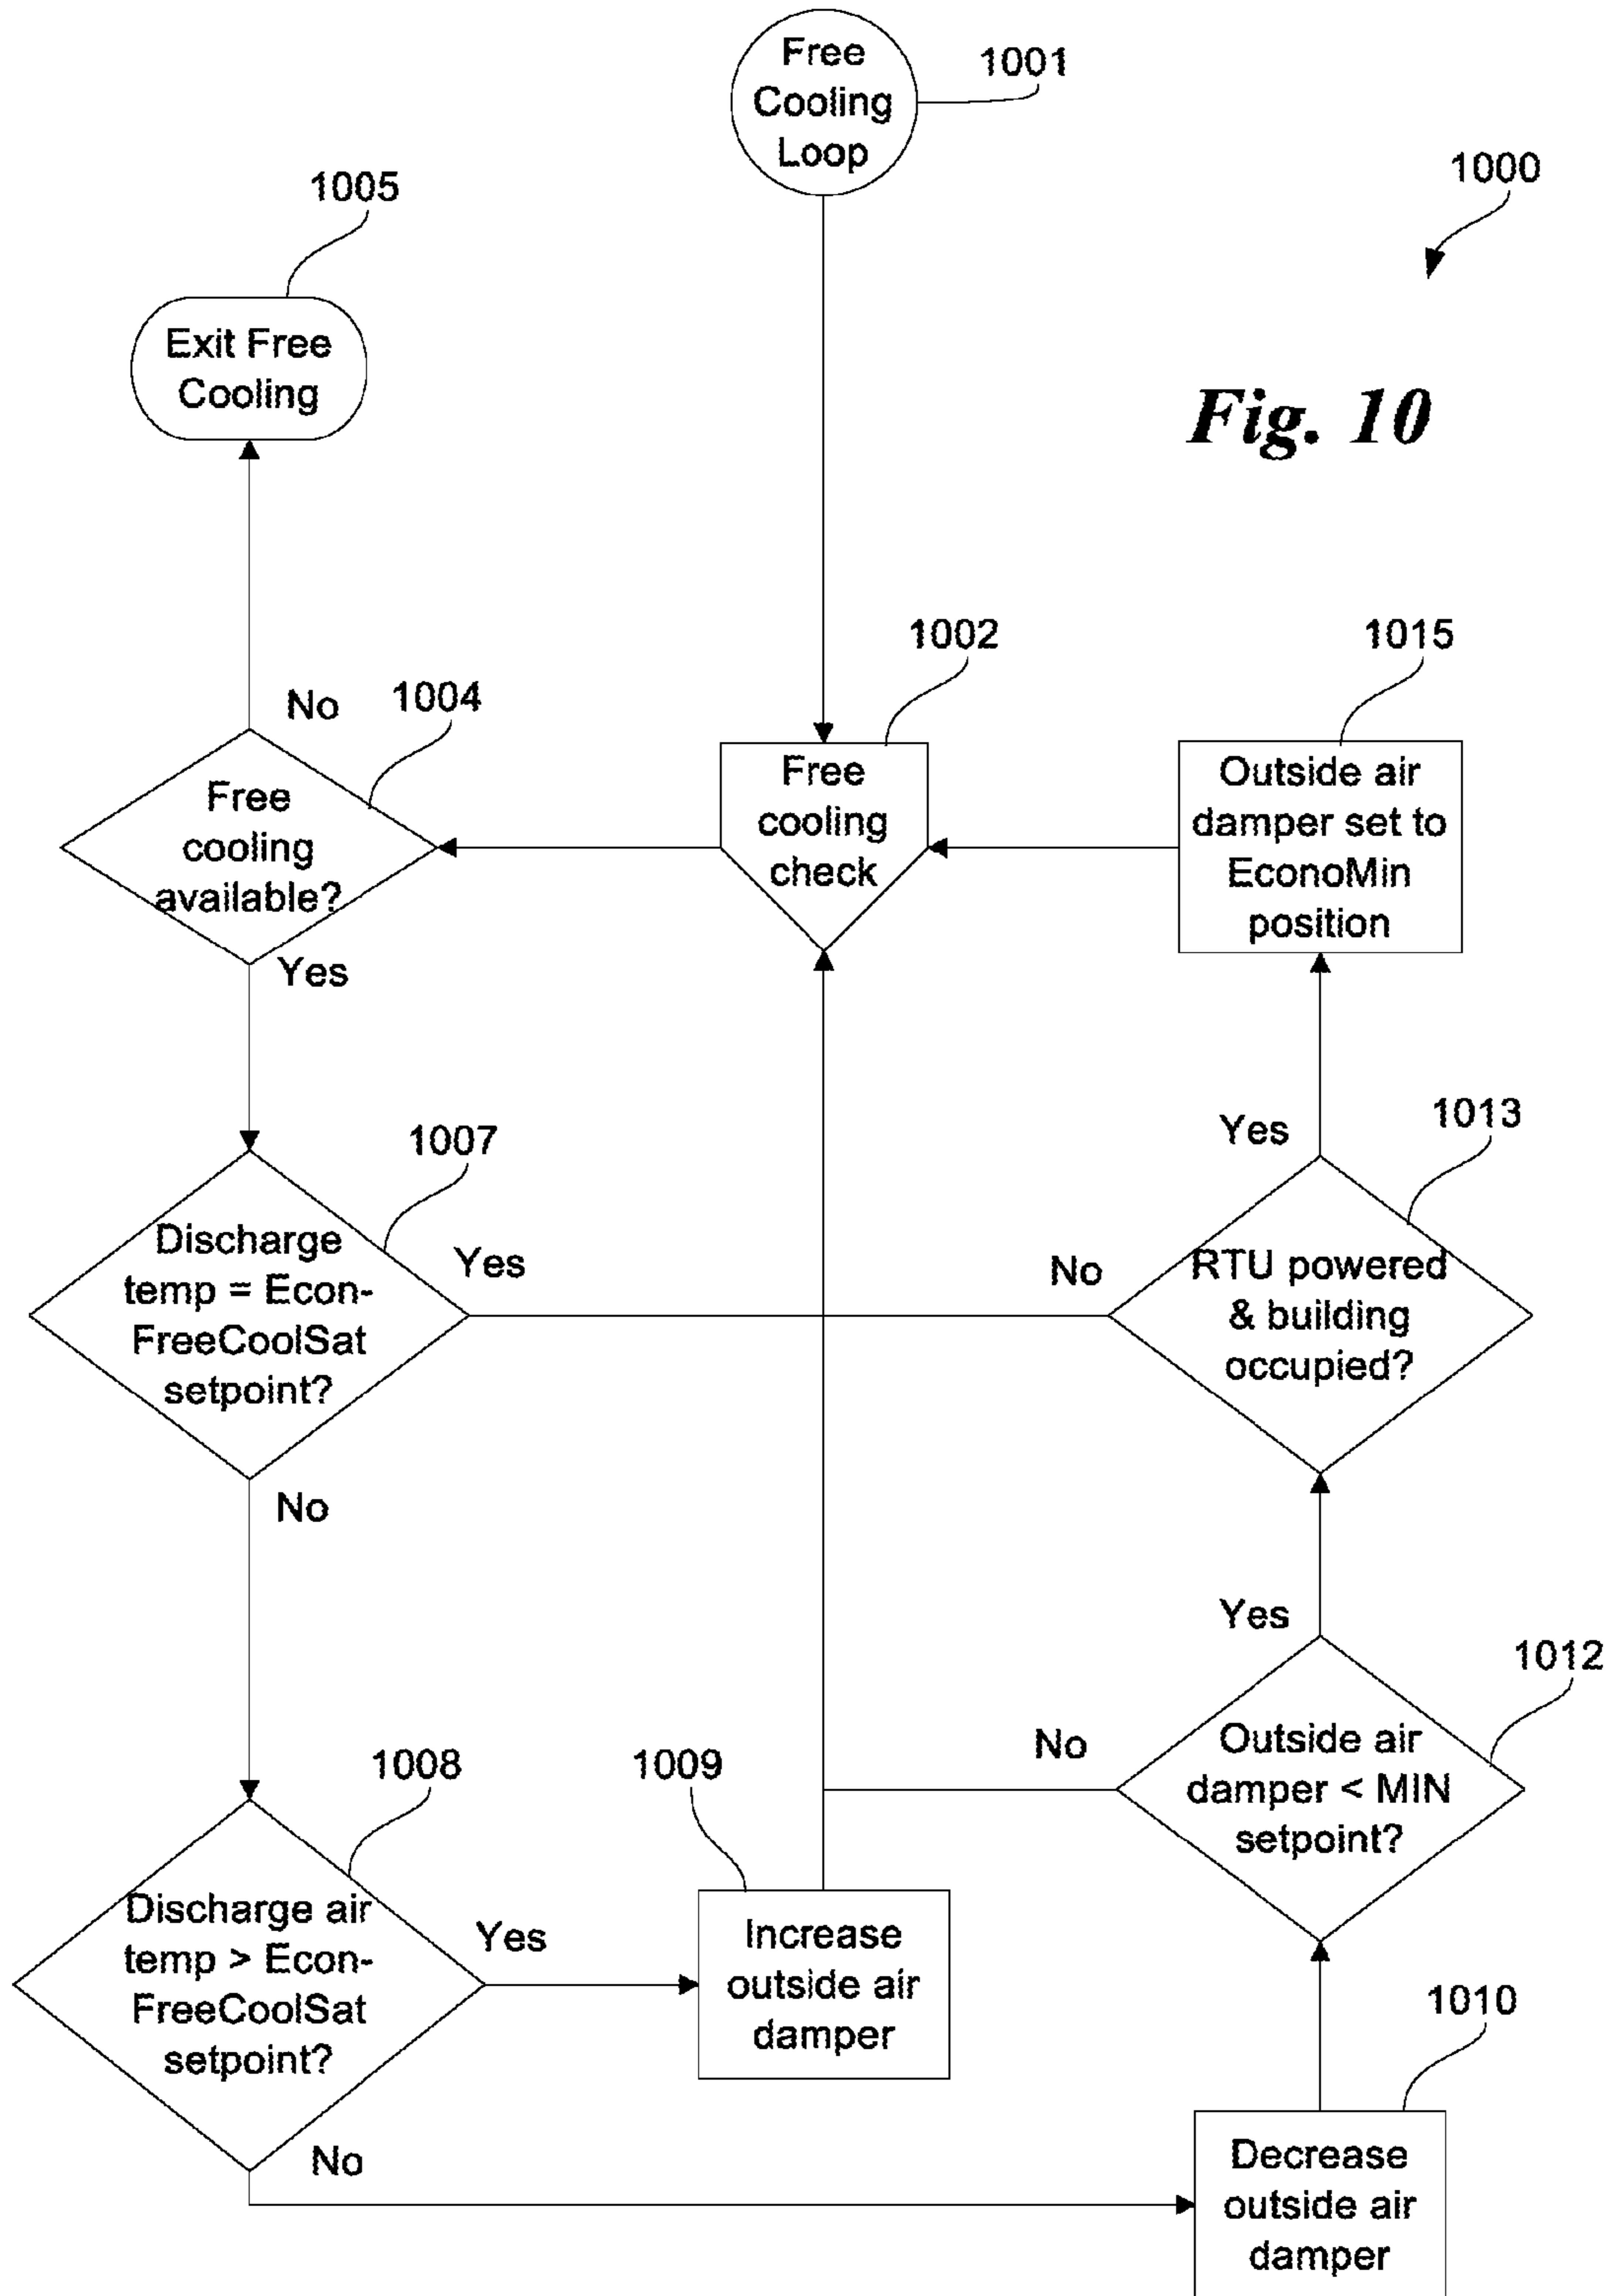 Free
Cooling
Loop
1001
1000
1005
Exit Free
Cooling
Fig. 10
1002
1015
No
1004
Free
cooling
available?
Yes
Free
cooling
check
Outside air
damper set to
EconoMin
position
1007
Discharge
temp = Econ-
FreeCoolSat
setpoint?
Yes
No
Yes
1013
No
RTU powered
& building
occupied?
Yes
1012
No
Outside air
damper < MIN
setpoint?
1008
Discharge air
temp > Econ-
FreeCoolSat
setpoint?
Yes
No
1009
Increase
outside air
damper
1010
Decrease
outside air
damper